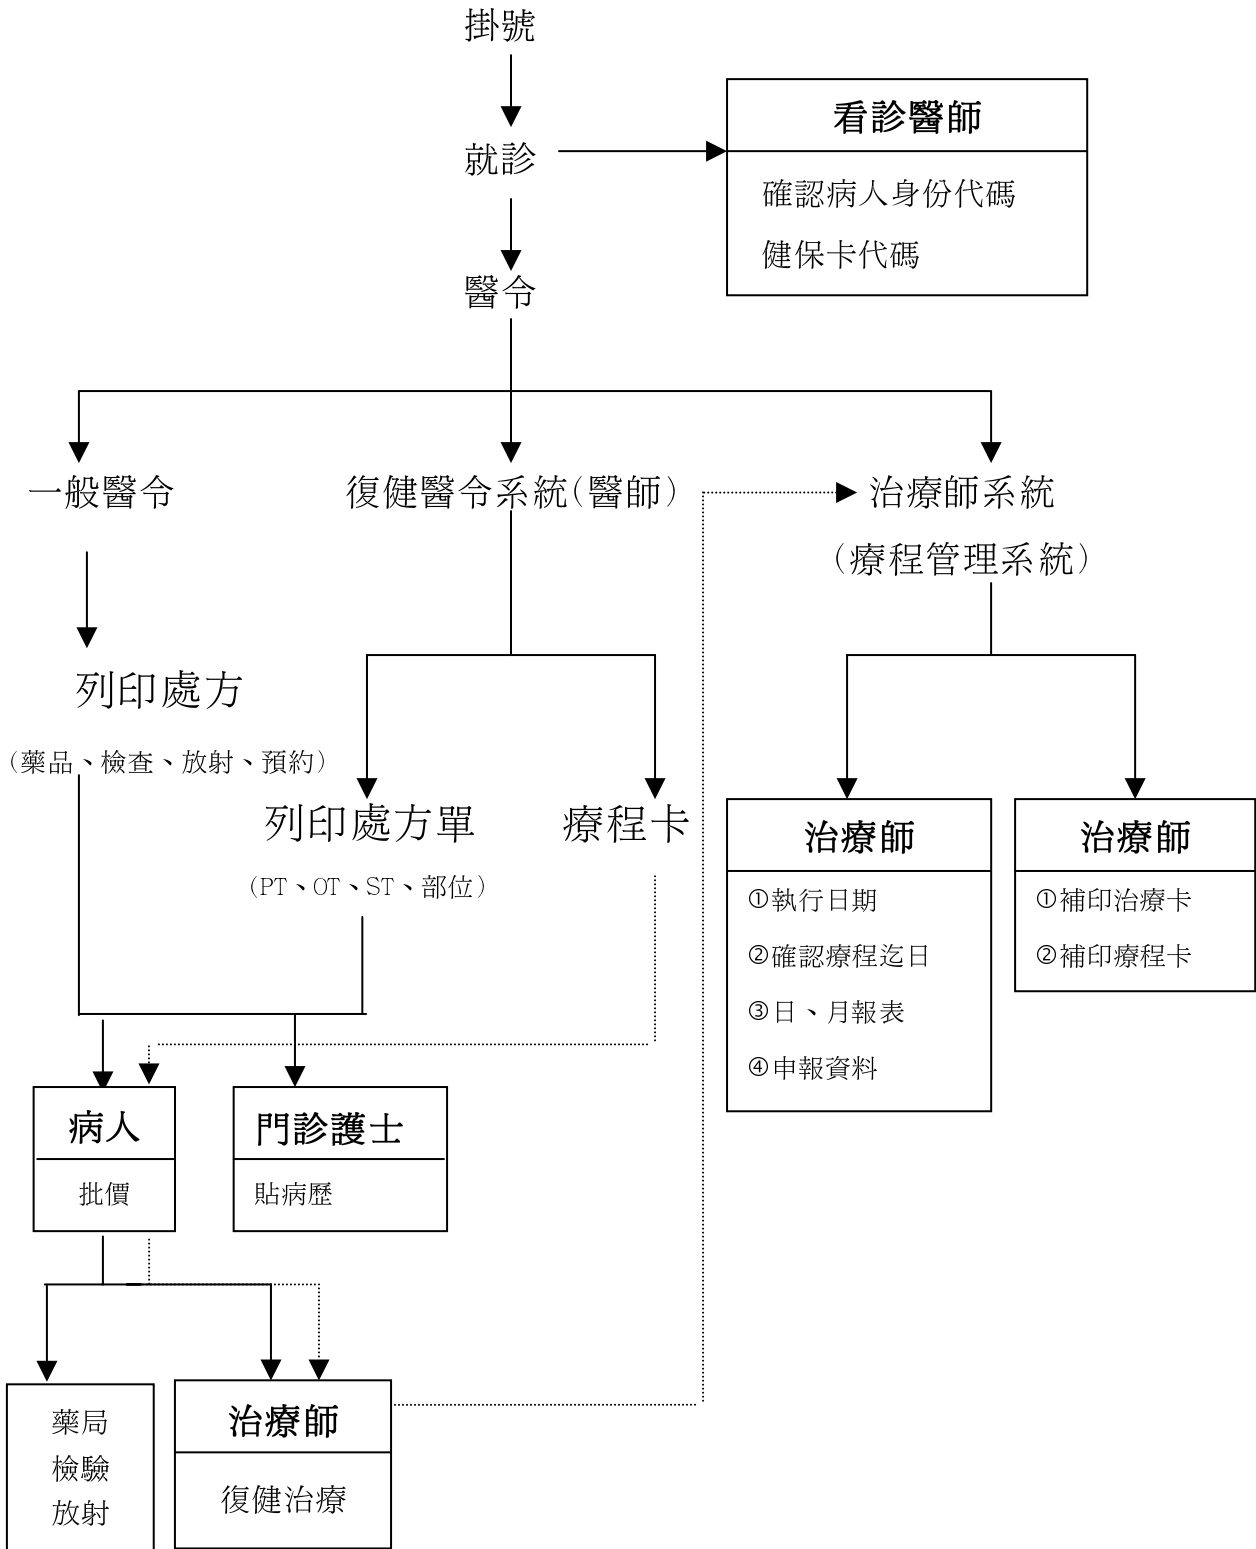 掛號
就診
看診醫師
確認病人身份代碼
健保卡代碼
醫令
一般醫令
復健醫令系統(醫師)
治療師系統
(療程管理系統)
列印處方
(藥品、檢查、放射、預約)
列印處方單
(PT、OT、ST、部位)
療程卡
治療師
①執行日期
②確認療程迄日
③日、月報表
④申報資料
治療師
①補印治療卡
②補印療程卡
病人
批價
門診護士
貼病歷
藥局
檢驗
放射
治療師
復健治療